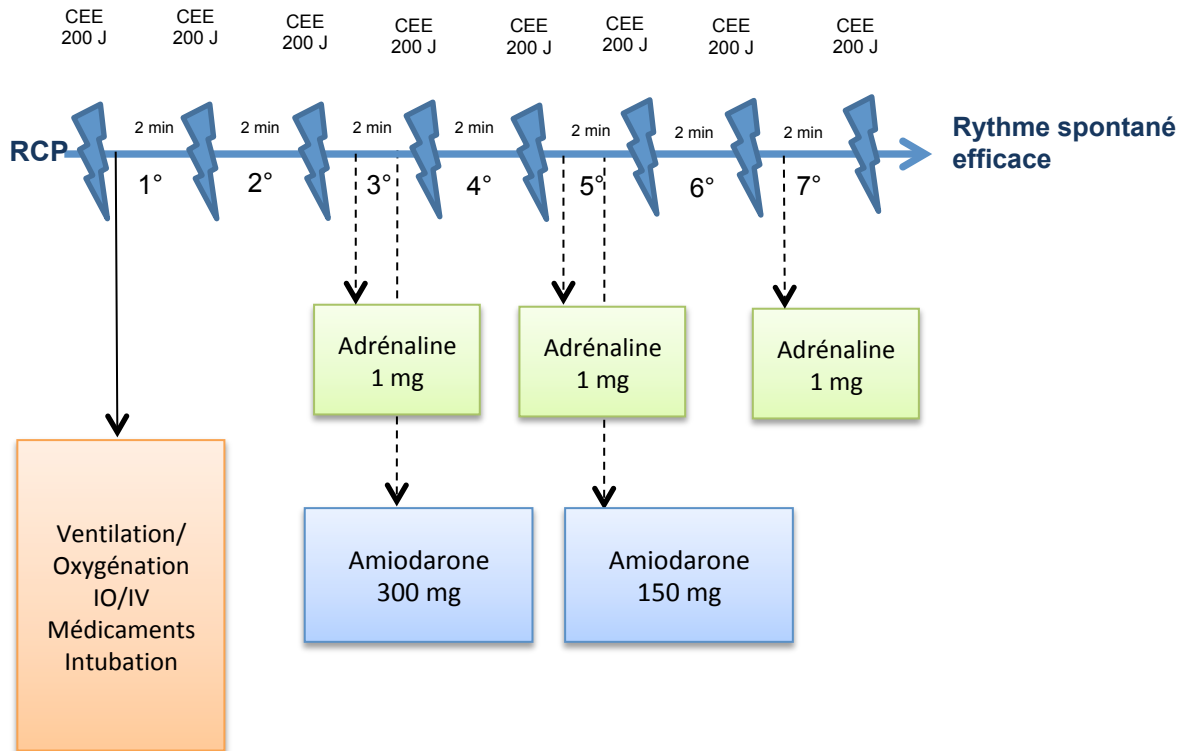 CEE
200 J
CEE
200 J
CEE
200 J
CEE
200 J
CEE
200 J
CEE
200 J
CEE
200 J
CEE
200 J
RCP
2 min
2 min
2 min
2 min
2 min
2 min
2 min
1°
2°
3°
4°
5°
6°
7°
Rythme spontané
efficace
Adrénaline
1 mg
Adrénaline
1 mg
Adrénaline
1 mg
Ventilation/
Oxygénation
IO/IV
Médicaments
Intubation
Amiodarone
300 mg
Amiodarone
150 mg